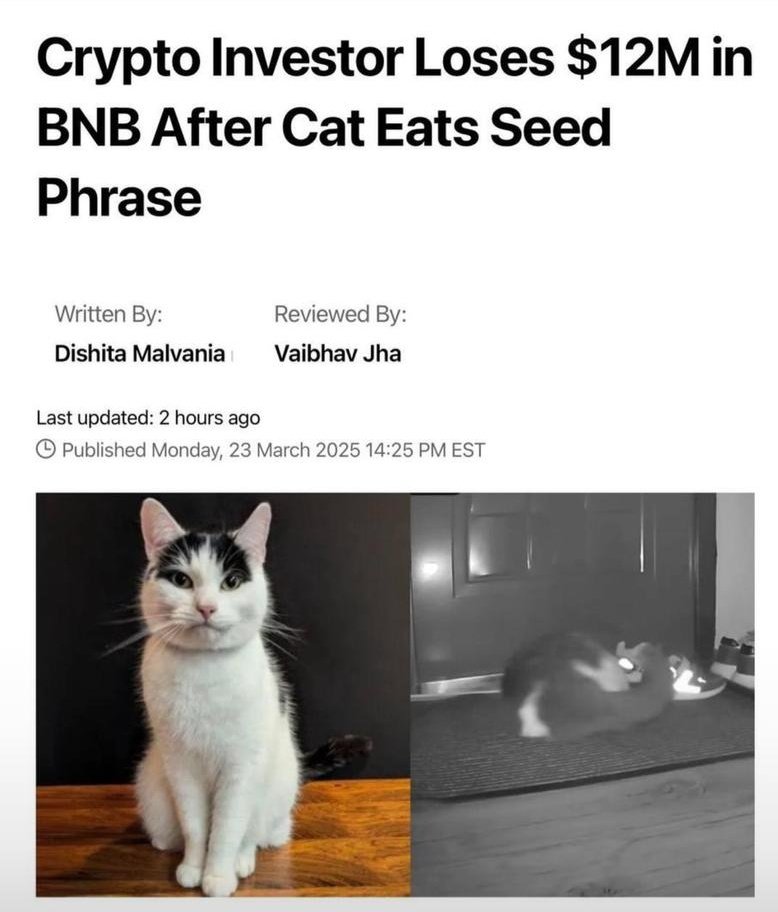 Crypto Investor Loses $12M in
BNB After Cat Eats Seed
Phrase
Written By:
Reviewed By:
Dishita Malvania
Vaibhav Jha
Last updated: 2 hours ago
Published Monday, 23 March 2025 14:25 PM EST